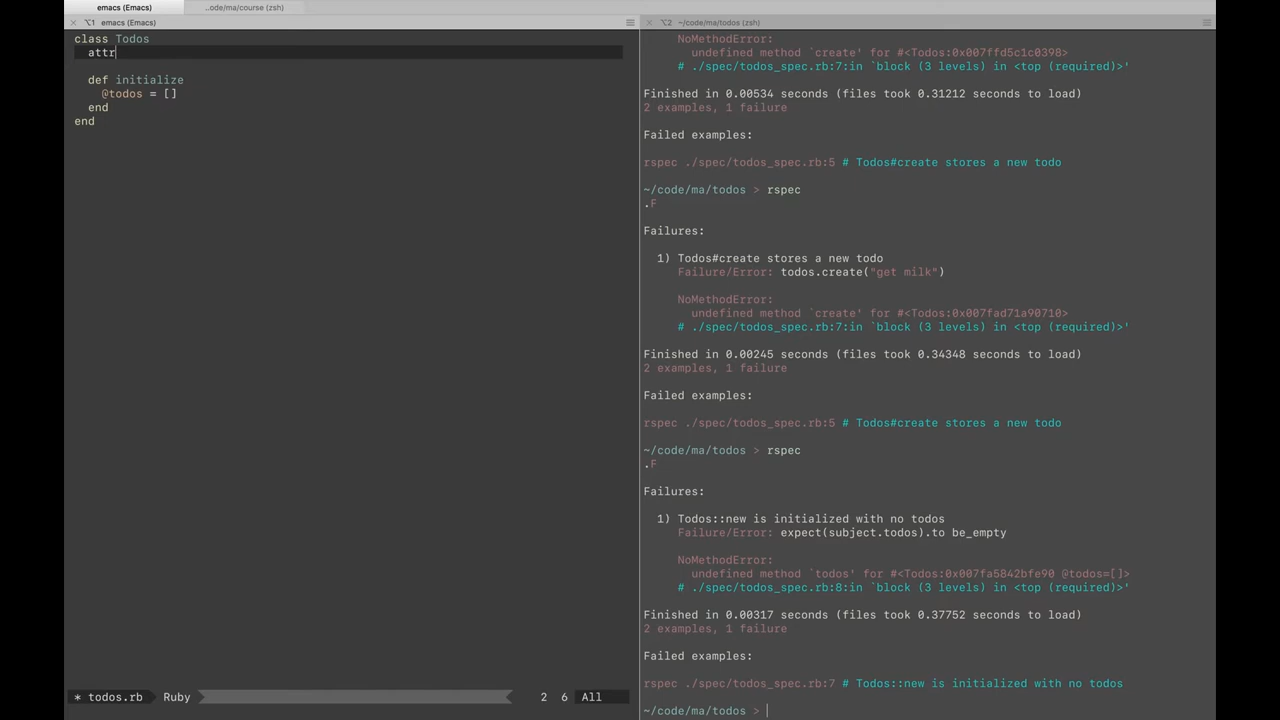 emacs (Emacs)
..ode/ma/course (zsh)
✕ ⌥1 emacs (Emacs)
class Todos
attr
def initialize
@todos = []
end
end
* todos.rb Ruby 2 6 All
✕ ⌥2 ~/code/ma/todos (zsh)
NoMethodError:
undefined method `create' for #<Todos:0x007ffd5c1c0398>
# ./spec/todos_spec.rb:7:in `block (3 levels) in <top (required)>'
Finished in 0.00534 seconds (files took 0.31212 seconds to load)
2 examples, 1 failure
Failed examples:
rspec ./spec/todos_spec.rb:5 # Todos#create stores a new todo
~/code/ma/todos > rspec
.F
Failures:
1) Todos#create stores a new todo
Failure/Error: todos.create("get milk")
NoMethodError:
undefined method `create' for #<Todos:0x007fad71a90710>
# ./spec/todos_spec.rb:7:in `block (3 levels) in <top (required)>'
Finished in 0.00245 seconds (files took 0.34348 seconds to load)
2 examples, 1 failure
Failed examples:
rspec ./spec/todos_spec.rb:5 # Todos#create stores a new todo
~/code/ma/todos > rspec
.F
Failures:
1) Todos::new is initialized with no todos
Failure/Error: expect(subject.todos).to be_empty
NoMethodError:
undefined method `todos' for #<Todos:0x007fa5842bfe90 @todos=[]>
# ./spec/todos_spec.rb:8:in `block (3 levels) in <top (required)>'
Finished in 0.00317 seconds (files took 0.37752 seconds to load)
2 examples, 1 failure
Failed examples:
rspec ./spec/todos_spec.rb:7 # Todos::new is initialized with no todos
~/code/ma/todos >